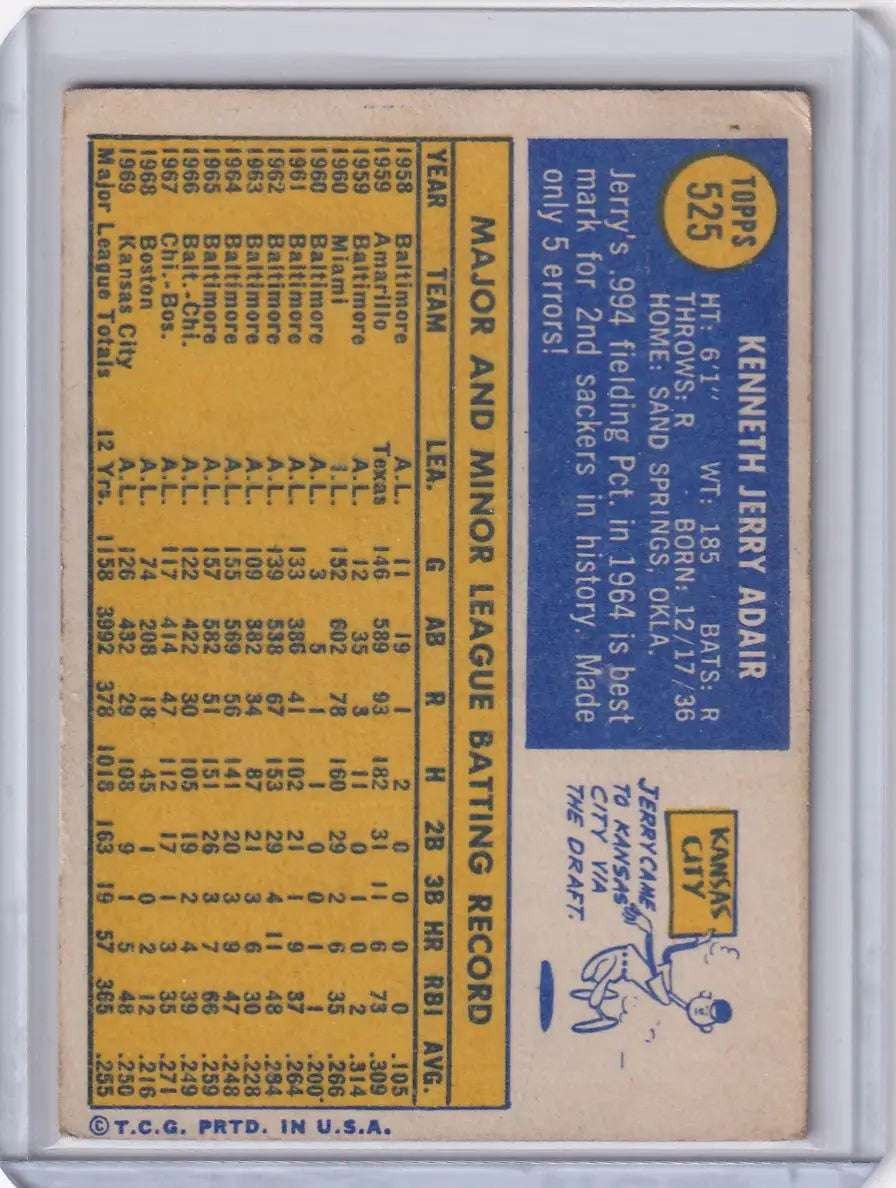 TOPPS
525
KENNETH JERRY ADAIR
HT: 6'1" WT: 185 BATS: R
THROWS: R BORN: 12/17/36
HOME: SAND SPRINGS, OKLA.
Jerry's .994 fielding Pct. in 1964 is best
mark for 2nd sackers in history. Made
only 5 errors!
KANSAS
CITY
JERRY CAME
TO KANSAS
CITY VIA
THE DRAFT.
MAJOR AND MINOR LEAGUE BATTING RECORD
YEAR TEAM LEA. G AB R H 2B 3B HR RBI AVG.
1958 Baltimore A.L. 11 19 1 2 0 0 0 0 .105
1959 Amarillo Texas 146 589 93 182 31 11 6 73 .309
1959 Baltimore A.L. 12 35 3 11 0 1 0 2 .314
1960 Miami I.L. 152 602 78 160 29 2 6 35 .266
1960 Baltimore A.L. 3 5 1 1 0 0 1 1 .200
1961 Baltimore A.L. 133 386 41 102 21 1 9 37 .264
1962 Baltimore A.L. 139 538 67 153 29 4 11 48 .284
1963 Baltimore A.L. 109 382 34 87 21 3 6 30 .228
1964 Baltimore A.L. 155 569 56 141 20 3 9 47 .248
1965 Baltimore A.L. 157 582 51 151 26 3 7 66 .259
1966 Balt.-Chi. A.L. 122 422 30 105 19 2 4 39 .249
1967 Chi.-Bos. A.L. 117 414 47 112 17 1 3 35 .271
1968 Boston A.L. 74 208 18 45 1 0 2 12 .216
1969 Kansas City A.L. 126 432 29 108 9 1 5 48 .250
Major League Totals 12 Yrs. 1158 3992 378 1018 163 19 57 365 .255
© T.C.G. PRTD. IN U.S.A.